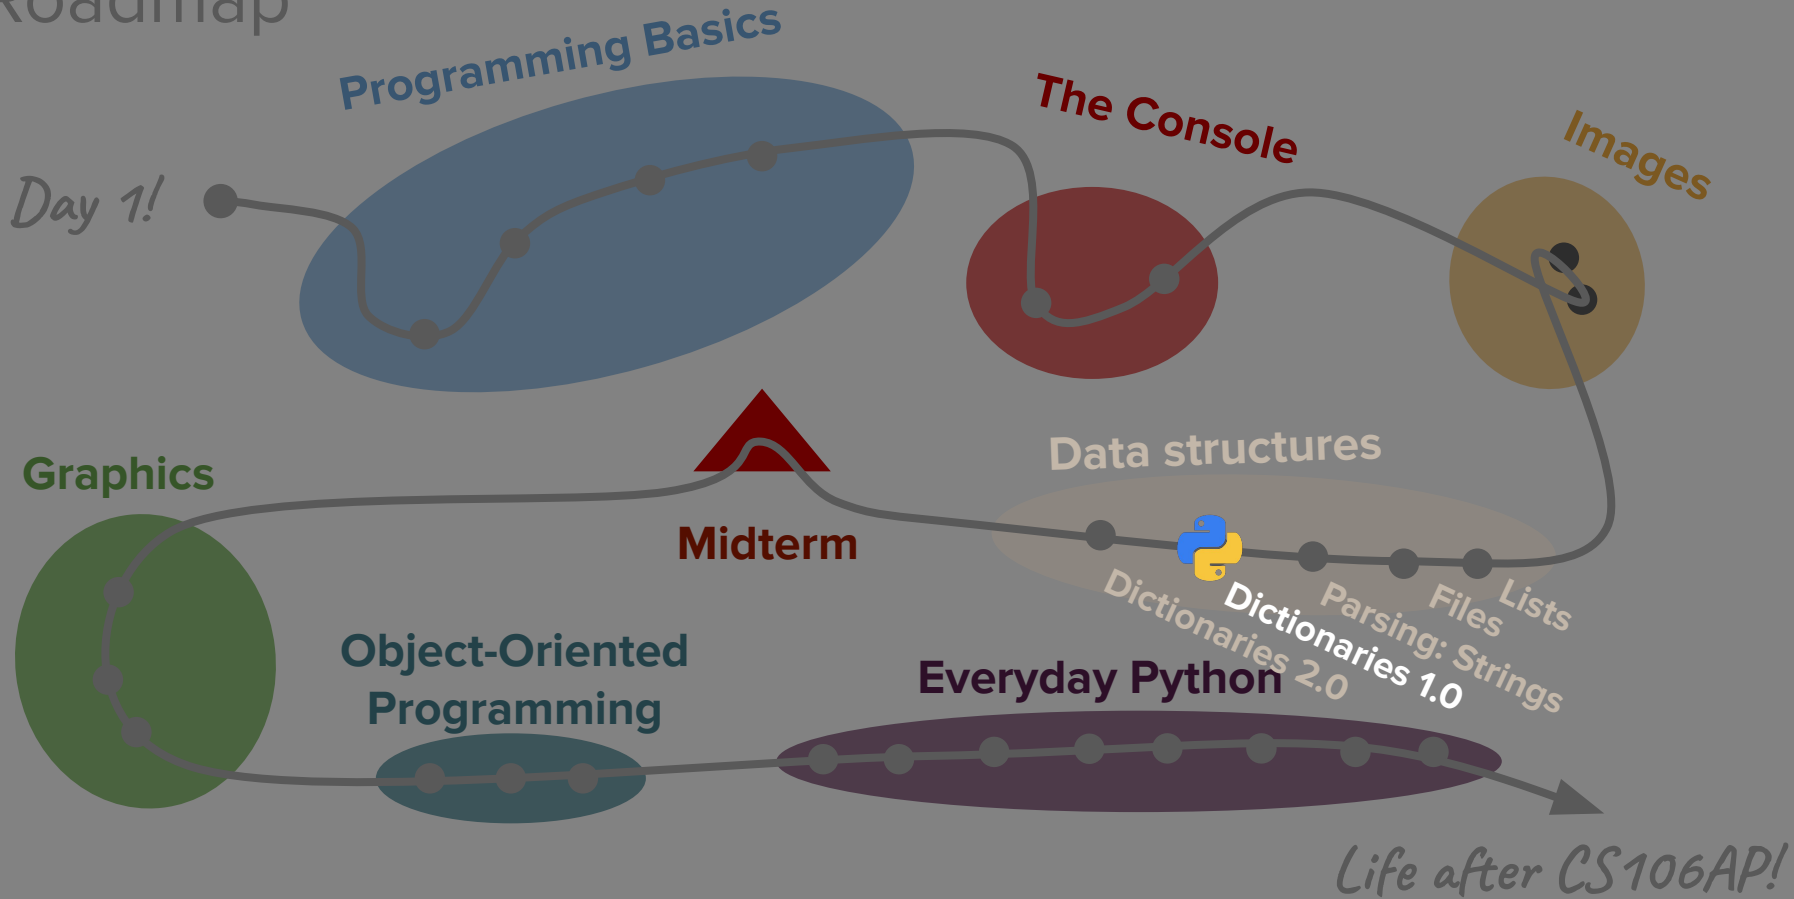 Roadmap
Programming Basics
The Console
Images
Day 1!
Data structures
Graphics
Midterm
Lists
Files
Parsing: Strings
Dictionaries 1.0
Dictionaries 2.0
Object-Oriented
Programming
Everyday Python
Life after CS106AP!